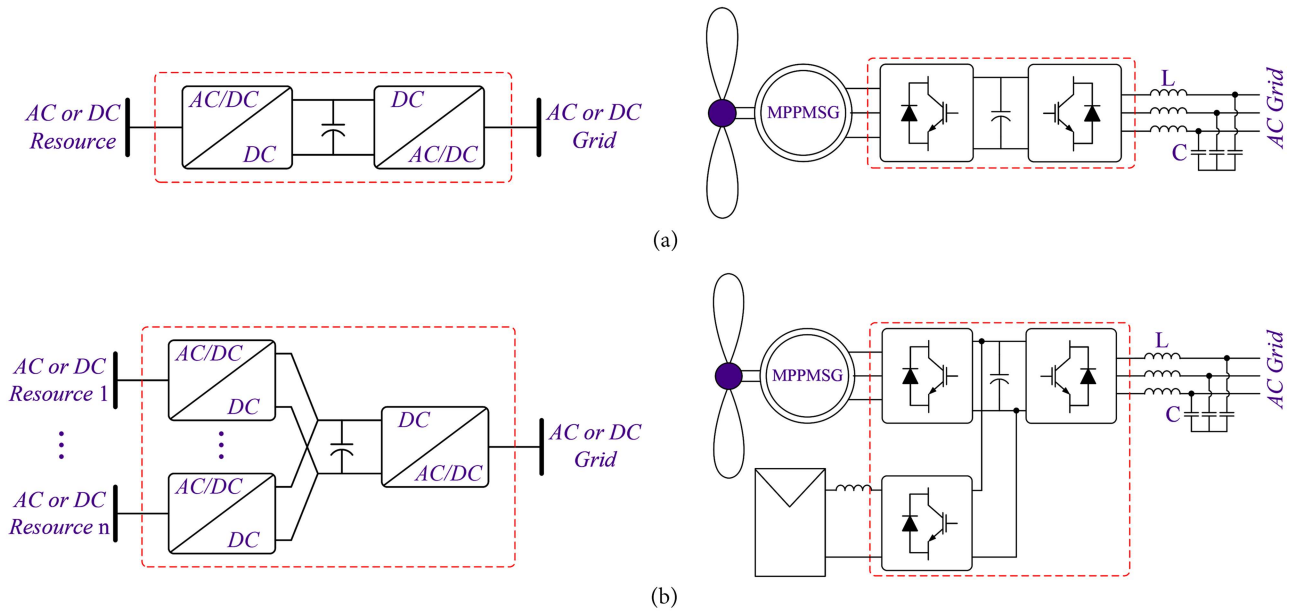 AC or DC
Resource
AC/DC
DC
DC
AC/DC
AC or DC
Grid
MPPMSG
L
C
AC Grid
(a)
AC or DC
Resource 1
AC/DC
DC
AC or DC
Resource n
AC/DC
DC
DC
AC/DC
AC or DC
Grid
MPPMSG
L
C
AC Grid
(b)